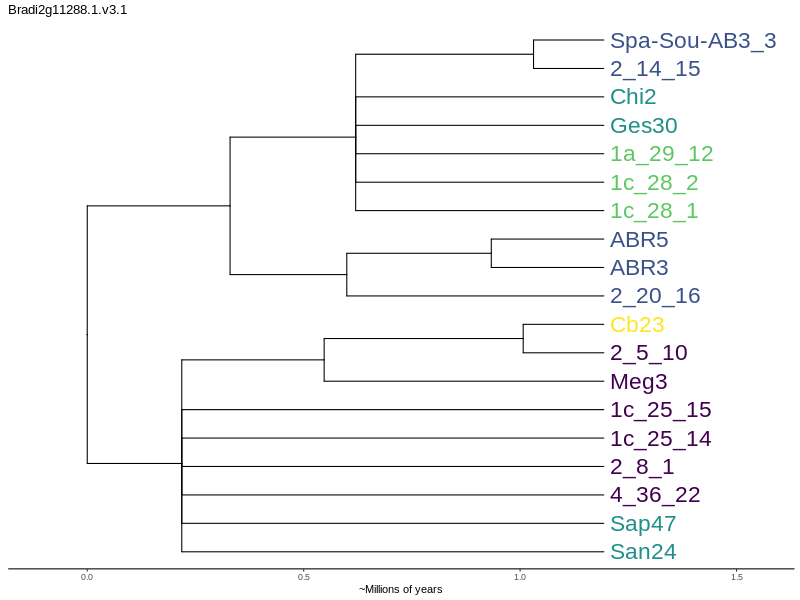 Bradi2g11288.1.v3.1
Spa-Sou-AB3_3
2_14_15
Chi2
Ges30
1a_29_12
1c_28_2
1c_28_1
ABR5
ABR3
2_20_16
Cb23
2_5_10
Meg3
1c_25_15
1c_25_14
2_8_1
4_36_22
Sap47
San24
0.0 0.5 1.0 1.5
~Millions of years